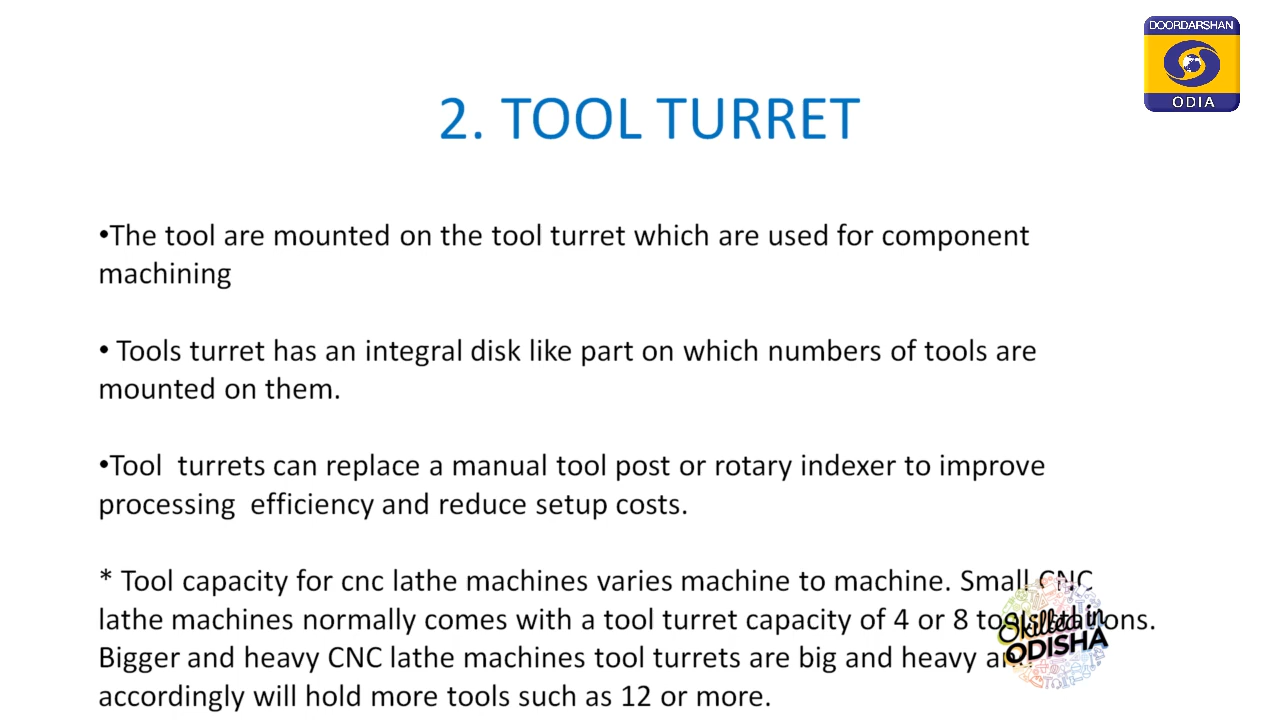 DOORDARSHAN
ODIA
2. TOOL TURRET
•The tool are mounted on the tool turret which are used for component
machining
• Tools turret has an integral disk like part on which numbers of tools are
mounted on them.
•Tool  turrets can replace a manual tool post or rotary indexer to improve
processing  efficiency and reduce setup costs.
* Tool capacity for cnc lathe machines varies machine to machine. Small CNC
lathe machines normally comes with a tool turret capacity of 4 or 8
Bigger and heavy CNC lathe machines tool turrets are big and heavy
accordingly will hold more tools such as 12 or more.
Skilled in
ODISHA